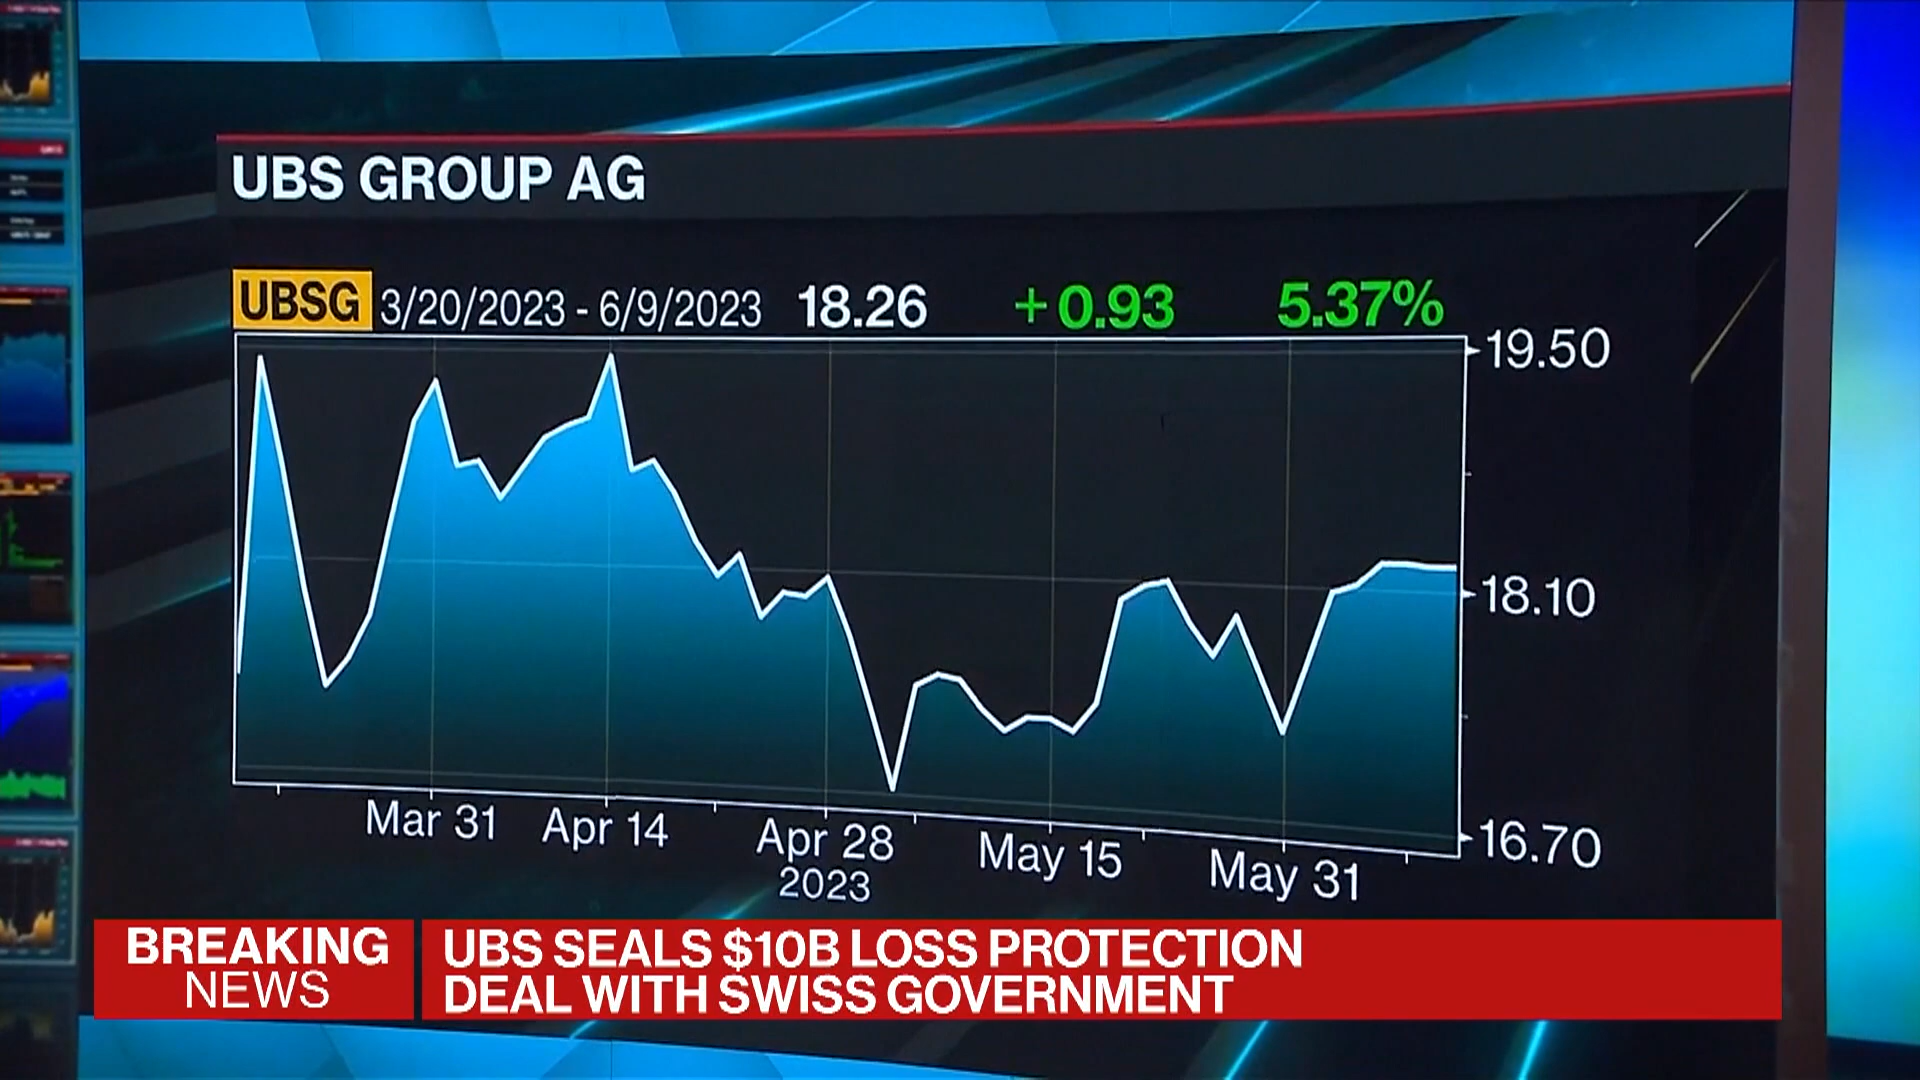 UBS GROUP AG
UBSG 3/20/2023 - 6/9/2023 18.26 +0.93 5.37%
19.50
18.10
16.70
Mar 31 Apr 14 Apr 28 May 15 May 31
2023
BREAKING
NEWS
UBS SEALS $10B LOSS PROTECTION
DEAL WITH SWISS GOVERNMENT